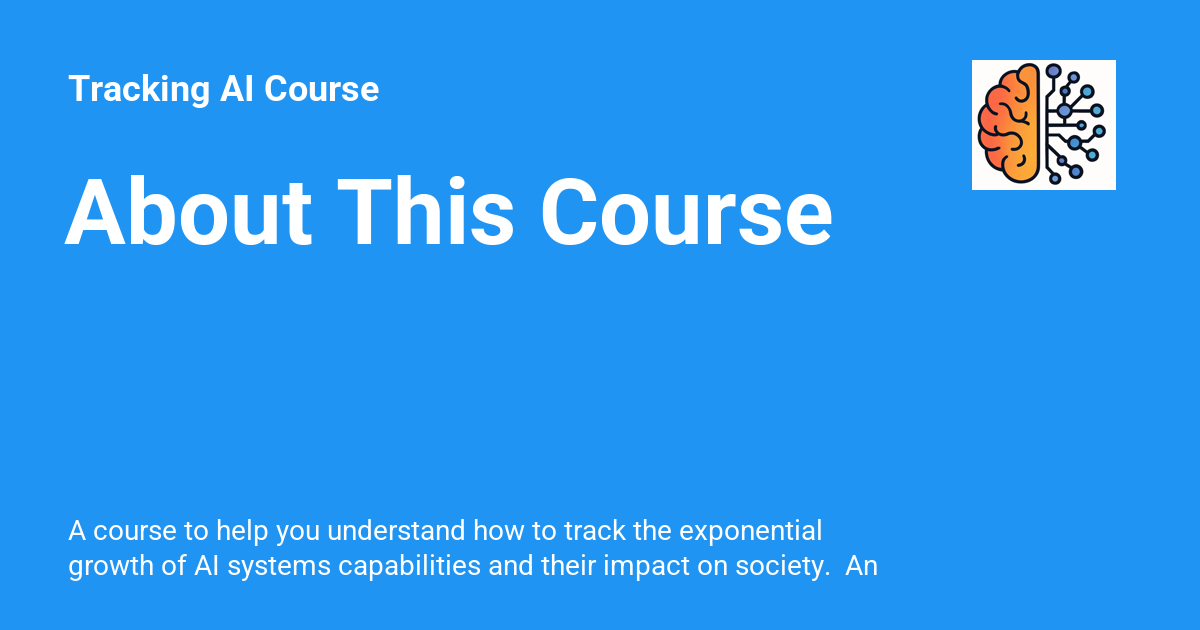 Tracking AI Course
About This Course
A course to help you understand how to track the exponential
growth of AI systems capabilities and their impact on society.  An